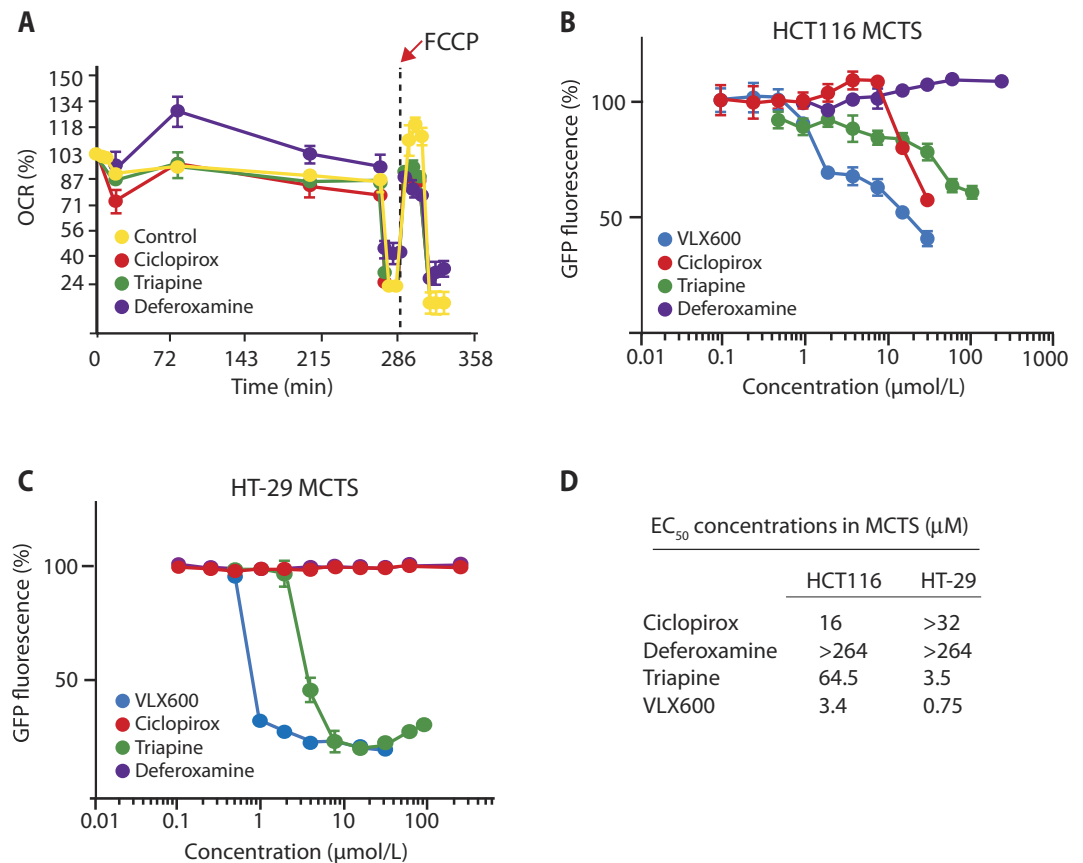 A
FCCP
150
134
118
103
87
71
56
40
24
OCR (%)
Control
Ciclopirox
Triapine
Deferoxamine
0 72 143 215 286 358
Time (min)
B
HCT116 MCTS
100
50
GFP fluorescence (%)
VLX600
Ciclopirox
Triapine
Deferoxamine
0.01 0.1 1 10 100 1000
Concentration (μmol/L)
C
HT-29 MCTS
100
50
GFP fluorescence (%)
VLX600
Ciclopirox
Triapine
Deferoxamine
0.01 0.1 1 10 100
Concentration (μmol/L)
D
EC50 concentrations in MCTS (μM)
HCT116 HT-29
Ciclopirox 16 >32
Deferoxamine >264 >264
Triapine 64.5 3.5
VLX600 3.4 0.75